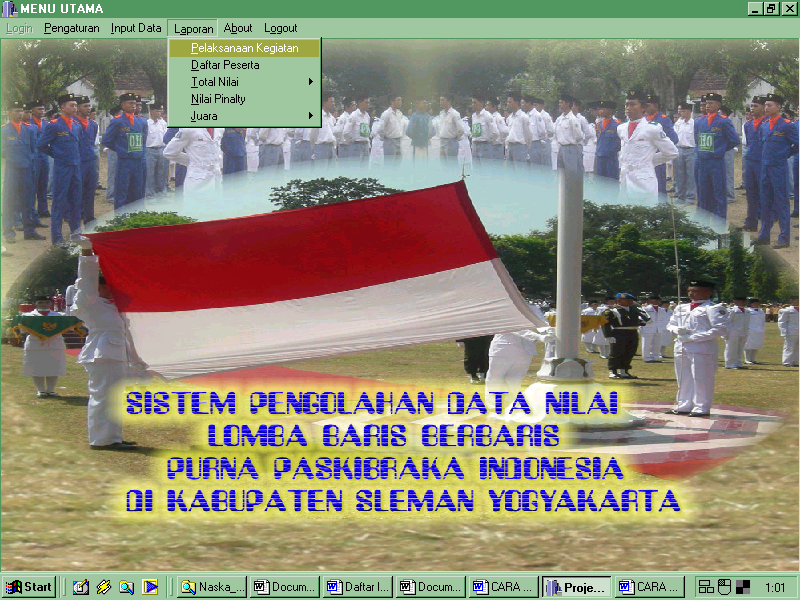 MENU UTAMA
Login Pengaturan Input Data Laporan About Logout
Pelaksanaan Kegiatan
Daftar Peserta
Total Nilai
Nilai Pinalty
Juara
SISTEM PENGOLAHAN DATA NILAI
LOMBA BARIS BERBARIS
PURNA PASKIBRAKA INDONESIA
DI KABUPATEN SLEMAN YOGYAKARTA
Start Naska_... Docum... Daftar I... Docum... CARA ... Proje... CARA ... 1:01